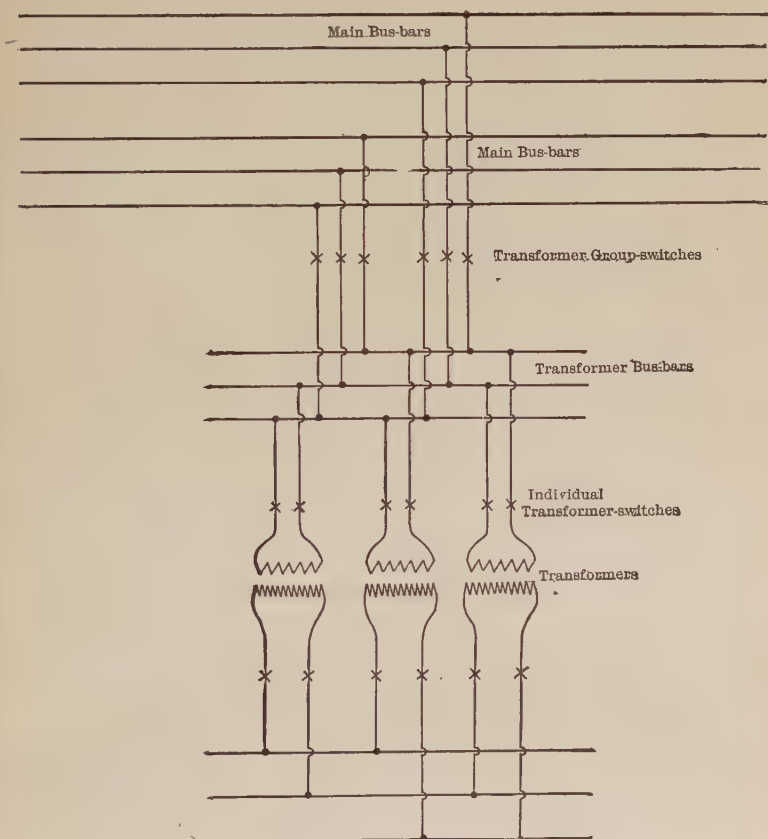 Main Bus-bars
Main Bus-bars
Transformer Group-switches
Transformer Bus-bars
Individual
Transformer-switches
Transformers